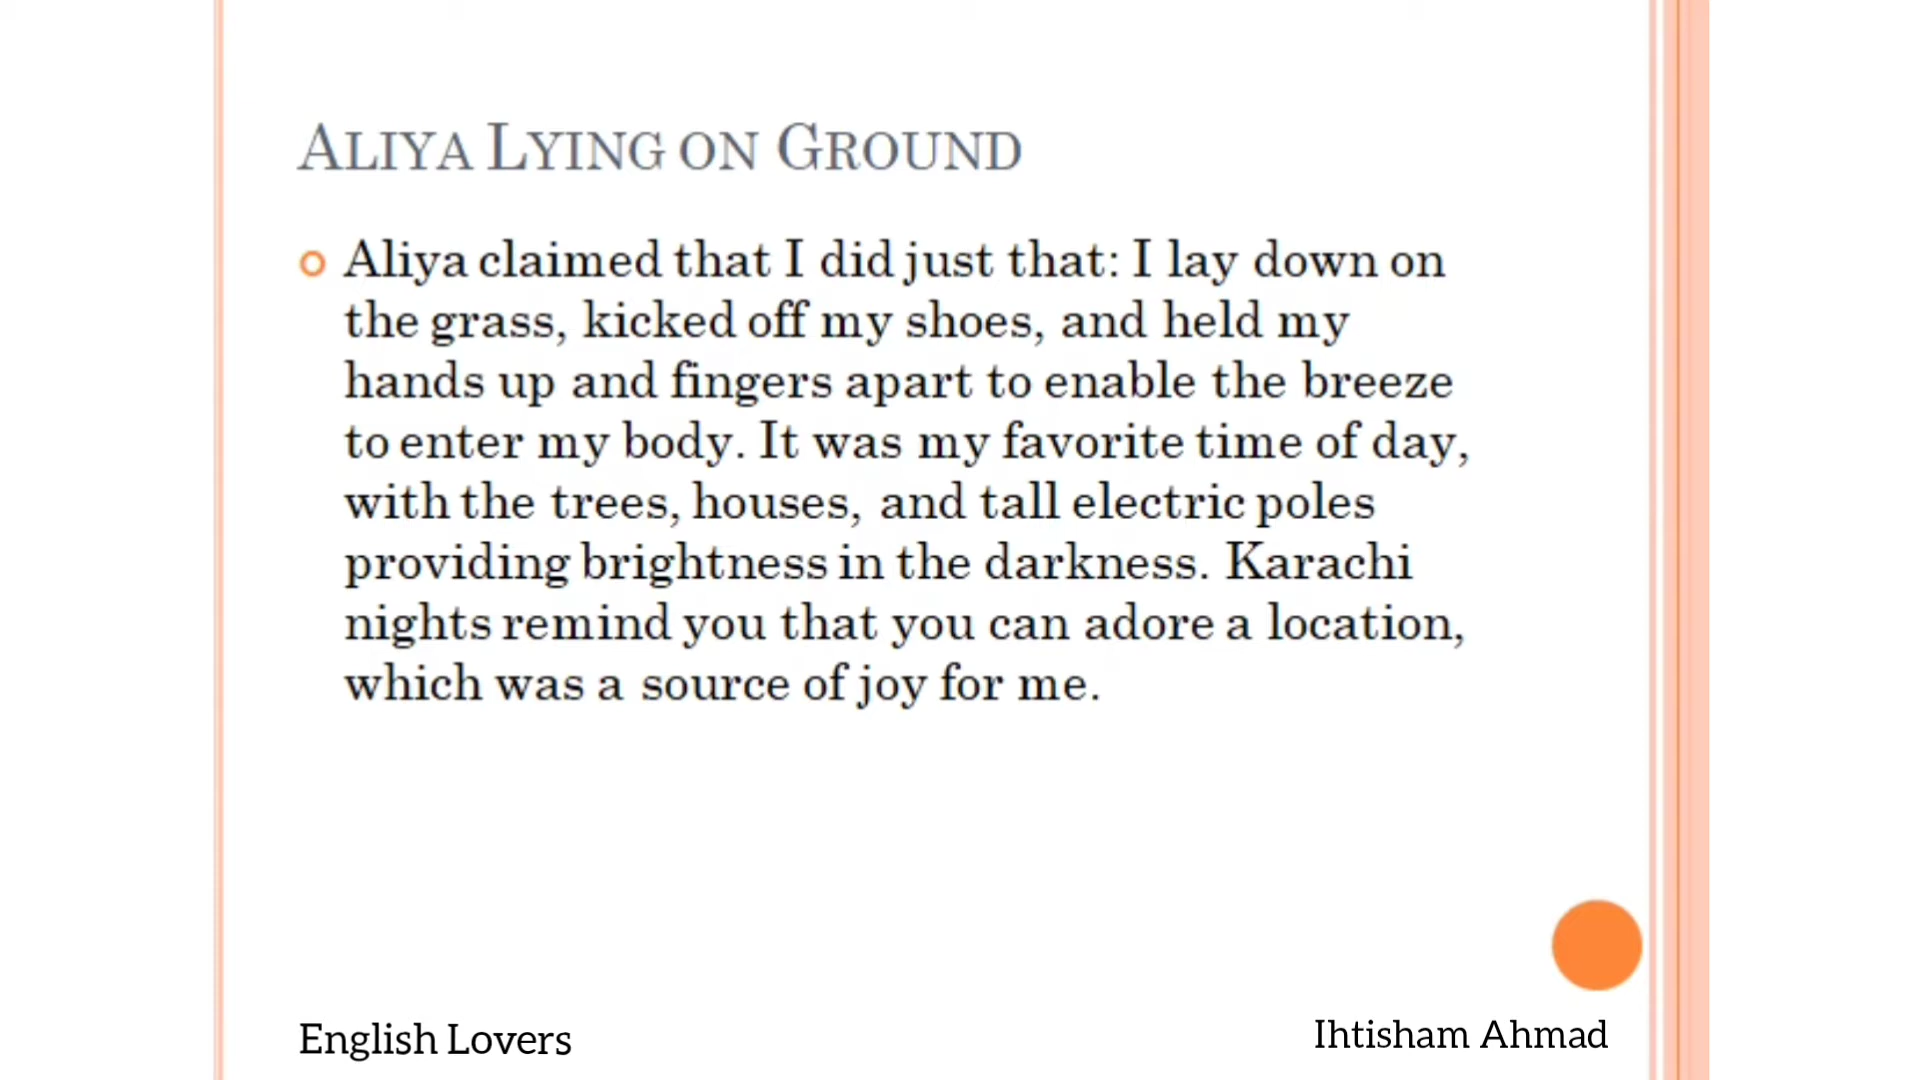 ALIYA LYING ON GROUND
Aliya claimed that I did just that: I lay down on
the grass, kicked off my shoes, and held my
hands up and fingers apart to enable the breeze
to enter my body. It was my favorite time of day,
with the trees, houses, and tall electric poles
providing brightness in the darkness. Karachi
nights remind you that you can adore a location,
which was a source of joy for me.
English Lovers
Ihtisham Ahmad